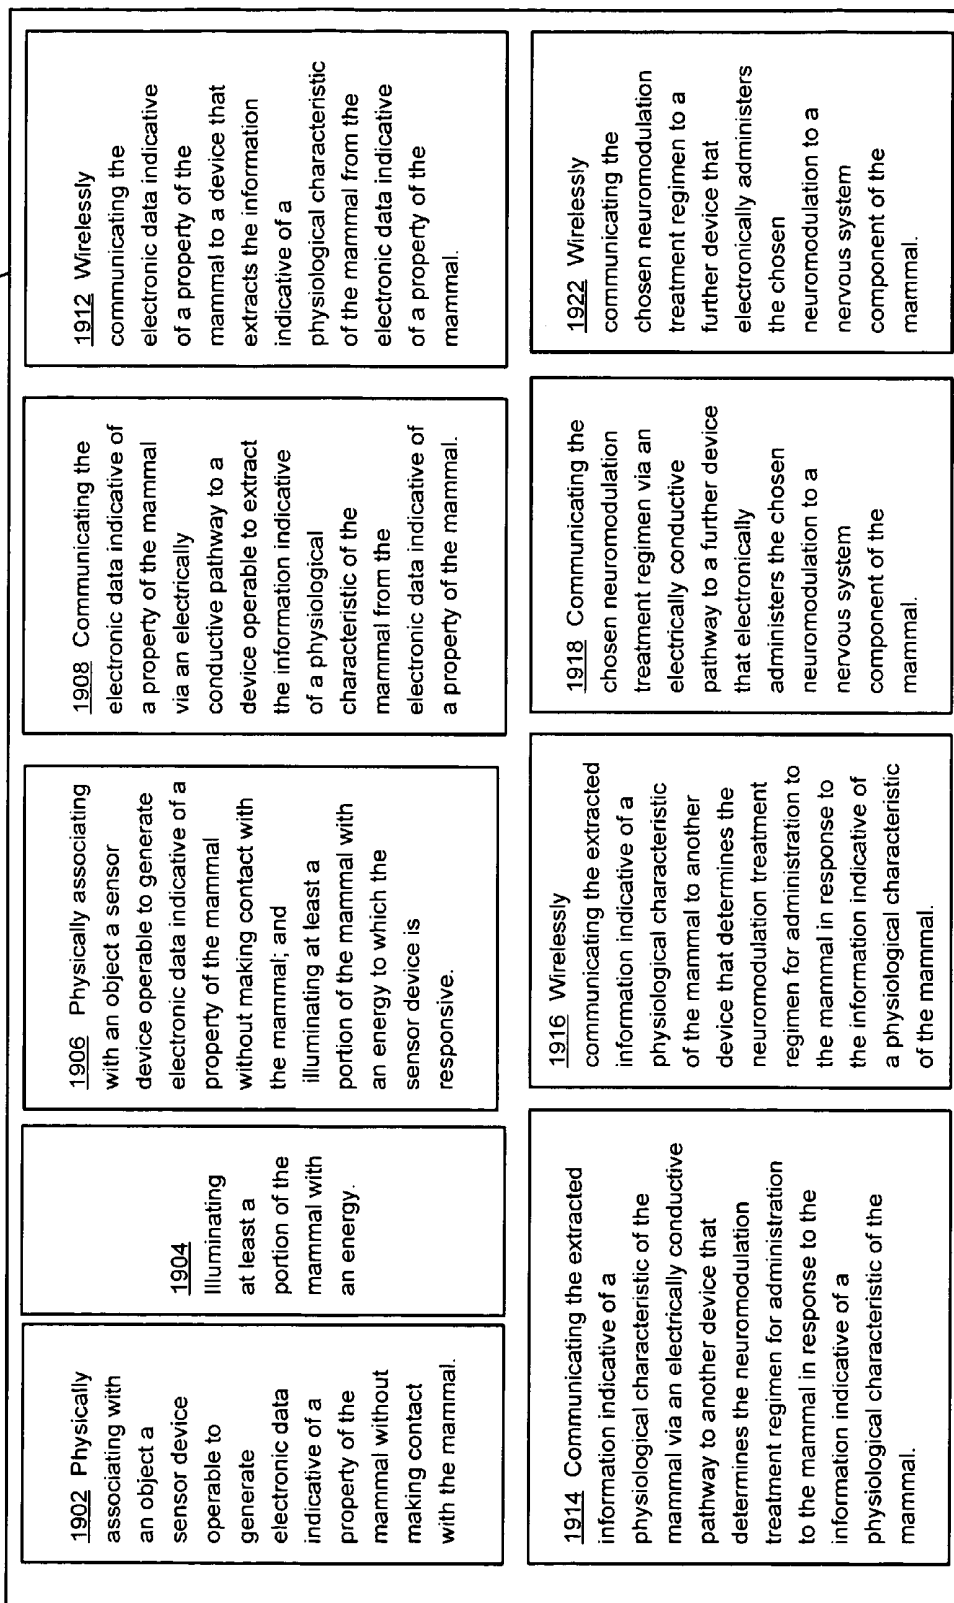 1902 Physically
associating with
an object a
sensor device
operable to
generate
electronic data
indicative of a
property of the
mammal without
making contact
with the mammal.
1904
Illuminating
at least a
portion of the
mammal with
an energy.
1906 Physically associating
with an object a sensor
device operable to generate
electronic data indicative of a
property of the mammal
without making contact with
the mammal; and
illuminating at least a
portion of the mammal with
an energy to which the
sensor device is
responsive.
1908 Communicating the
electronic data indicative of
a property of the mammal
via an electrically
conductive pathway to a
device operable to extract
the information indicative
of a physiological
characteristic of the
mammal from the
electronic data indicative of
a property of the mammal.
1912 Wirelessly
communicating the
electronic data indicative
of a property of the
mammal to a device that
extracts the information
indicative of a
physiological characteristic
of the mammal from the
electronic data indicative
of a property of the
mammal.
1914 Communicating the extracted
information indicative of a
physiological characteristic of the
mammal via an electrically conductive
pathway to another device that
determines the neuromodulation
treatment regimen for administration
to the mammal in response to the
information indicative of a
physiological characteristic of the
mammal.
1916 Wirelessly
communicating the extracted
information indicative of a
physiological characteristic
of the mammal to another
device that determines the
neuromodulation treatment
regimen for administration to
the mammal in response to
the information indicative of
a physiological characteristic
of the mammal.
1918 Communicating the
chosen neuromodulation
treatment regimen via an
electrically conductive
pathway to a further device
that electronically
administers the chosen
neuromodulation to a
nervous system
component of the
mammal.
1922 Wirelessly
communicating the
chosen neuromodulation
treatment regimen to a
further device that
electronically administers
the chosen
neuromodulation to a
nervous system
component of the
mammal.